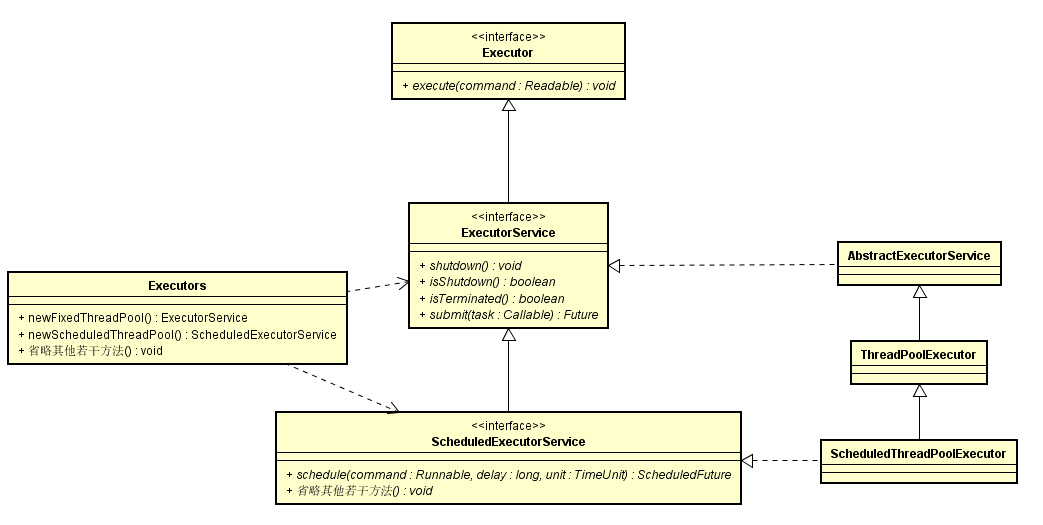 <<interface>>
Executor
+ execute(command : Readable) : void
<<interface>>
ExecutorService
+ shutdown() : void
+ isShutdown() : boolean
+ isTerminated() : boolean
+ submit(task : Callable) : Future
AbstractExecutorService
Executors
+ newFixedThreadPool() : ExecutorService
+ newScheduledThreadPool() : ScheduledExecutorService
+ 省略其他若干方法() : void
ThreadPoolExecutor
<<interface>>
ScheduledExecutorService
+ schedule(command : Runnable, delay : long, unit : TimeUnit) : ScheduledFuture
+ 省略其他若干方法() : void
ScheduledThreadPoolExecutor